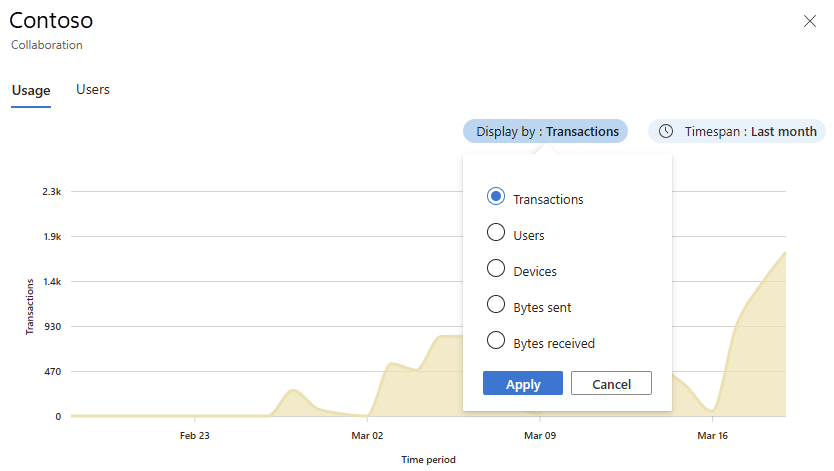 Contoso
Collaboration
Usage Users
Display by : Transactions Timespan : Last month
Transactions
Users
Devices
Bytes sent
Bytes received
Apply Cancel
2.3k
1.9k
1.4k
930
470
0
Transactions
Feb 23 Mar 02 Mar 09 Mar 16
Time period